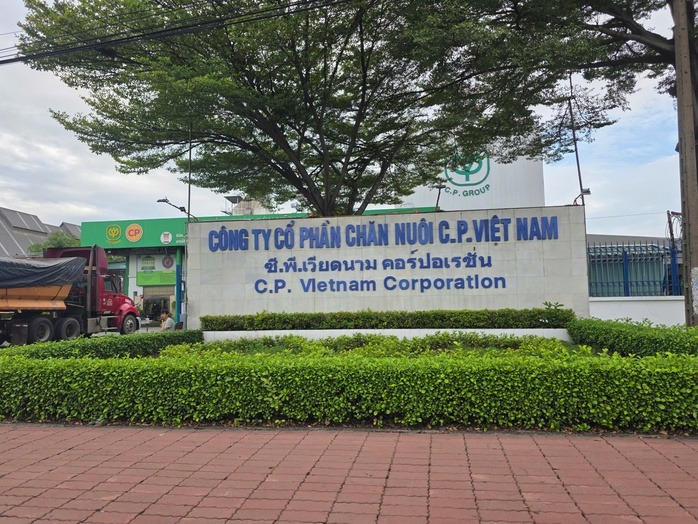 C.P. GROUP
CP
CÔNG TY CỔ PHẦN CHĂN NUÔI C.P. VIỆT NAM
ซี.พี.เวียดนาม คอร์ปอเรชั่น
C.P. Vietnam Corporation